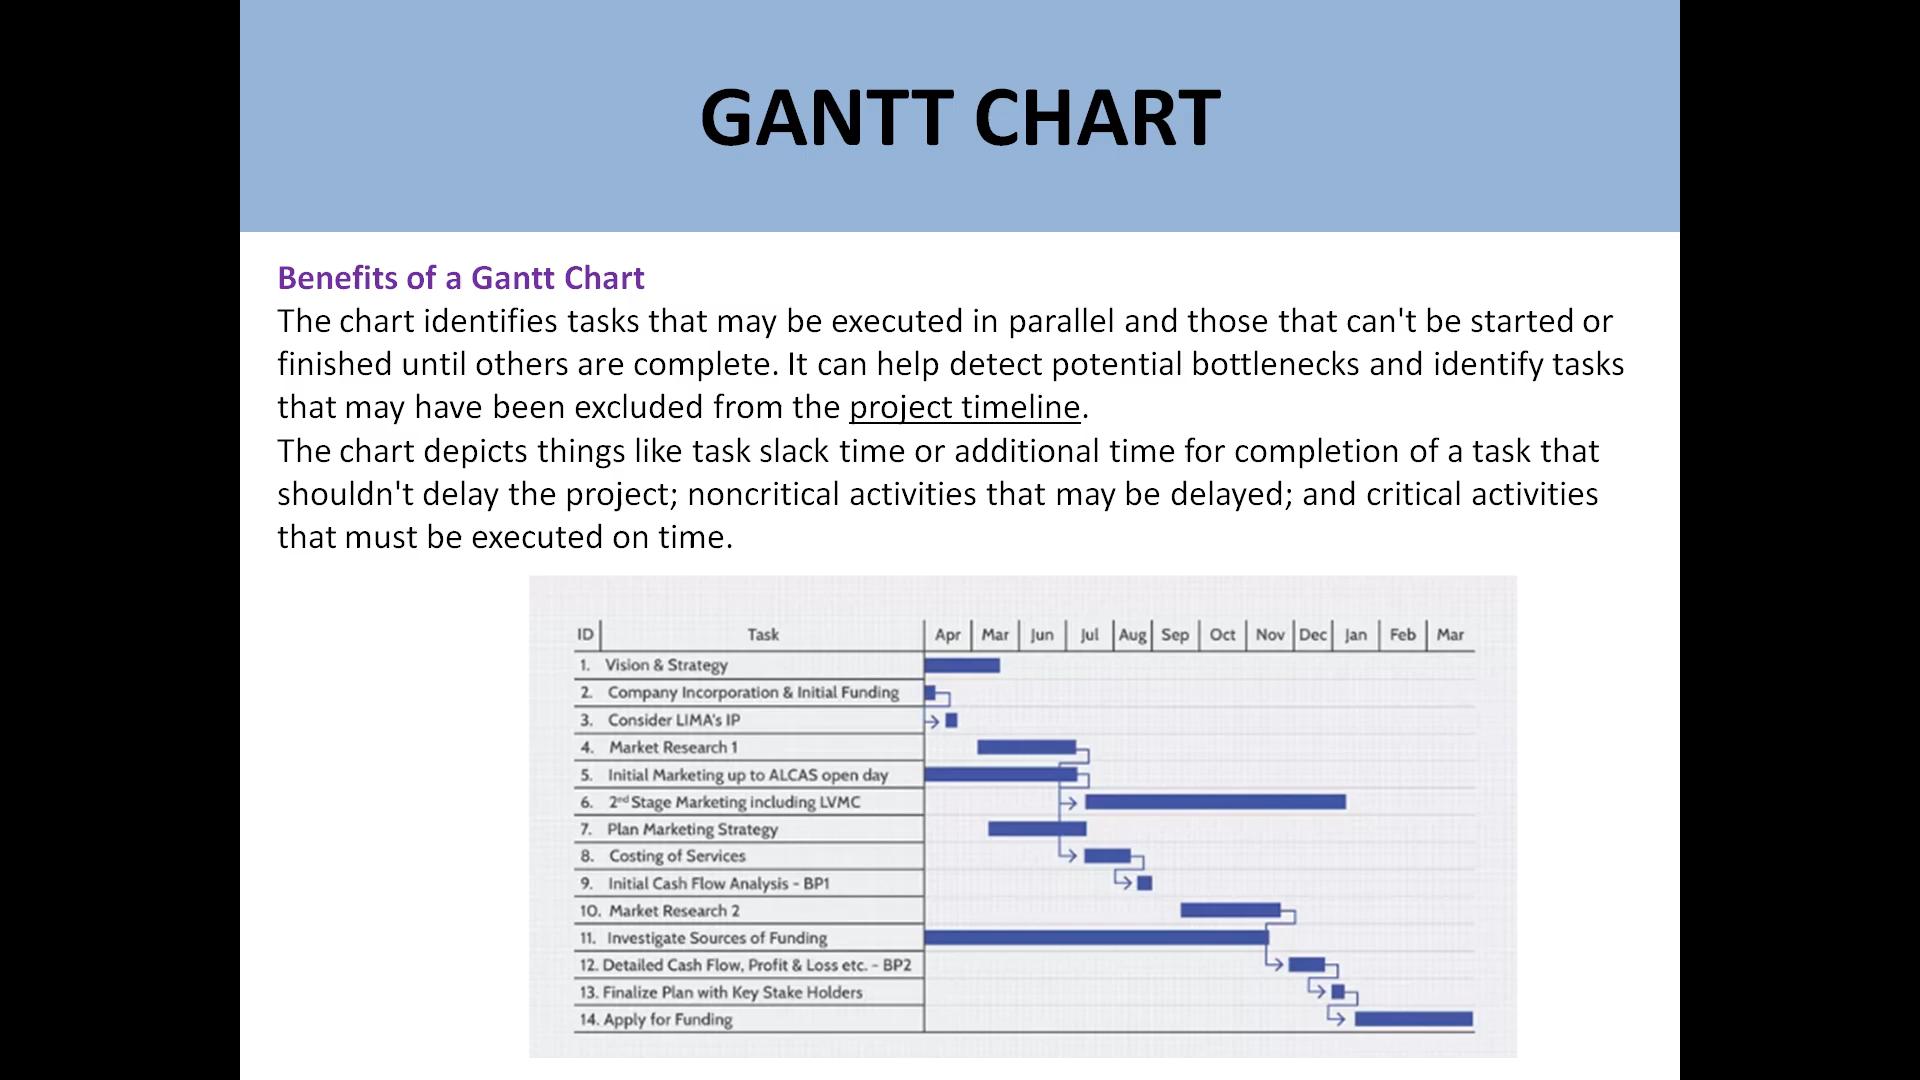 GANTT CHART
Benefits of a Gantt Chart
The chart identifies tasks that may be executed in parallel and those that can't be started or
finished until others are complete. It can help detect potential bottlenecks and identify tasks
that may have been excluded from the project timeline.
The chart depicts things like task slack time or additional time for completion of a task that
shouldn't delay the project; noncritical activities that may be delayed; and critical activities
that must be executed on time.
ID Task Apr Mar Jun Jul Aug Sep Oct Nov Dec Jan Feb Mar
1. Vision & Strategy
2. Company Incorporation & Initial Funding
3. Consider LIMA's IP
4. Market Research 1
5. Initial Marketing up to ALCAS open day
6. 2nd Stage Marketing including LVMC
7. Plan Marketing Strategy
8. Costing of Services
9. Initial Cash Flow Analysis - BP1
10. Market Research 2
11. Investigate Sources of Funding
12. Detailed Cash Flow, Profit & Loss etc. - BP2
13. Finalize Plan with Key Stake Holders
14. Apply for Funding